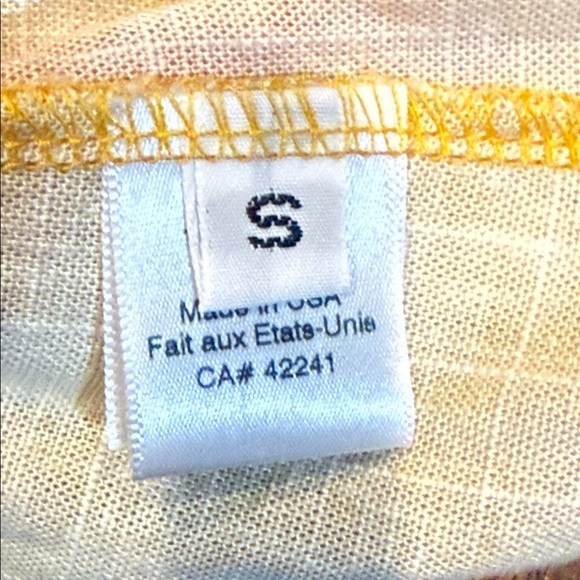 S
Made in USA
Fait aux Etats-Unis
CA# 42241